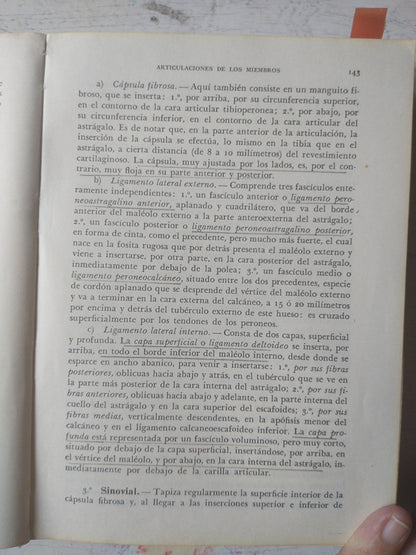 ARTICULACIONES DE LOS MIEMBROS 143
a) Cápsula fibrosa. — Aquí también consiste en un manguito fi-
broso, que se inserta: 1.º, por arriba, por su circunferencia superior,
en el contorno de la cara articular tibioperonea; 2.º, por abajo, por
su circunferencia inferior, en el contorno de la cara articular del
astrágalo. Es de notar que, en la parte anterior de la articulación, la
inserción de la cápsula se efectúa, lo mismo en la tibia que en el
astrágalo, a cierta distancia (de 8 a 10 milímetros) del revestimiento
cartilaginoso. La cápsula, muy ajustada por los lados, es, por el con-
trario, muy floja en su parte anterior y posterior.
b) Ligamento lateral externo. — Comprende tres fascículos ente-
ramente independientes: 1.º, un fascículo anterior o ligamento pero-
neoastragalino anterior, aplanado y cuadrilátero, que va del borde
anterior del maléolo externo a la parte anteroexterna del astrágalo;
2.º, un fascículo posterior o ligamento peroneoastragalino posterior,
en forma de cinta, como el precedente, pero mucho más fuerte, el cual
nace en la fosita rugosa que por detrás presenta el maléolo externo y
viene a insertarse, por otra parte, en la cara posterior del astrágalo,
inmediatamente por debajo de la polea; 3.º, un fascículo medio o
ligamento peroneocalcáneo, situado entre los dos precedentes, especie
de cordón aplanado que se desprende del vértice del maléolo externo
y va a terminar en la cara externa del calcáneo, a 15 ó 20 milímetros
por encima y detrás del tubérculo externo de este hueso: es cruzado
superficialmente por los tendones de los peroneos.
c) Ligamento lateral interno. — Consta de dos capas, superficial
y profunda. La capa superficial o ligamento deltoideo se inserta, por
arriba, en todo el borde inferior del maléolo interno, desde donde se
esparce en ancho abanico, para venir a insertarse: 1.º, por sus fibras
posteriores, oblicuas hacia abajo y atrás, en el tubérculo que se ve en
la parte más posterior de la cara interna del astrágalo; 2.º, por sus fi-
bras anteriores, oblicuas hacia abajo y adelante, en la parte interna del
cuello del astrágalo y en la cara superior del escafoides; 3.º, por sus
fibras medias, verticalmente descendentes, en la apófisis menor del
calcáneo y en el ligamento calcaneoescafoideo inferior. La capa pro-
funda está representada por un fascículo voluminoso, pero muy corto,
situado por debajo de la capa superficial, insertándose, por arriba, en
el vértice del maléolo, y por abajo, en la cara interna del astrágalo, in-
mediatamente por debajo de la carilla articular.
3.º Sinovial. — Tapiza regularmente la superficie interior de la
cápsula fibrosa y, al llegar a las inserciones superior e inferior de